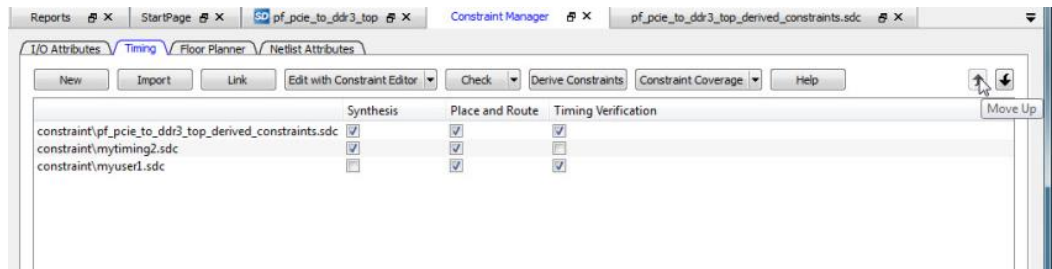 Reports StartPage SD pf_pcie_to_ddr3_top Constraint Manager pf_pcie_to_ddr3_top_derived_constraints.sdc
I/O Attributes Timing Floor Planner Netlist Attributes
New Import Link Edit with Constraint Editor Check Derive Constraints Constraint Coverage Help
Move Up
Synthesis Place and Route Timing Verification
constraint\pf_pcie_to_ddr3_top_derived_constraints.sdc
constraint\mytiming2.sdc
constraint\myuser1.sdc